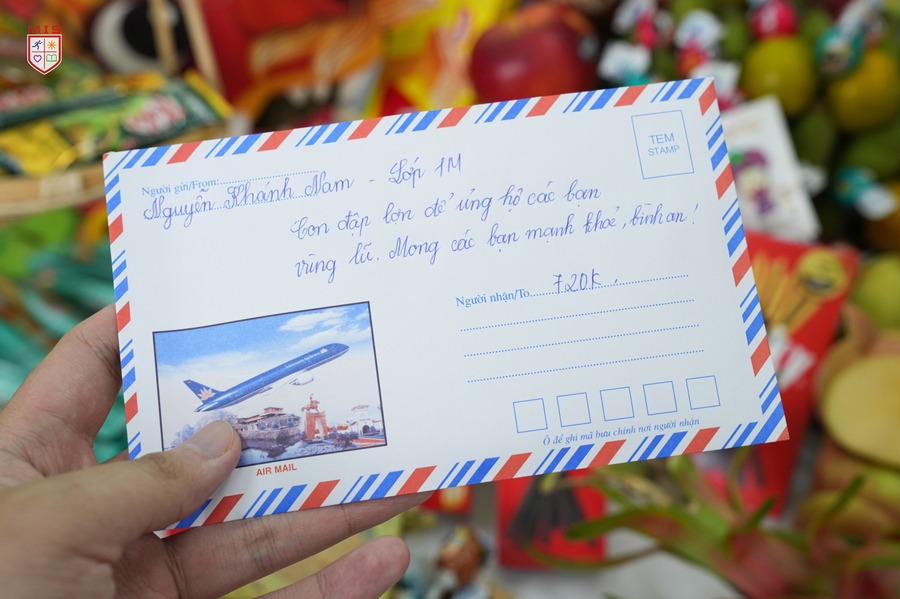 Người gửi/From:
Nguyễn Khánh Nam - Lớp 1M
Con đập lợn để ủng hộ các bạn
vùng lũ. Mong các bạn mạnh khoẻ, bình an!
TEM
STAMP
Người nhận/To 720K.
AIR MAIL
Ô để ghi mã bưu chính nơi người nhận